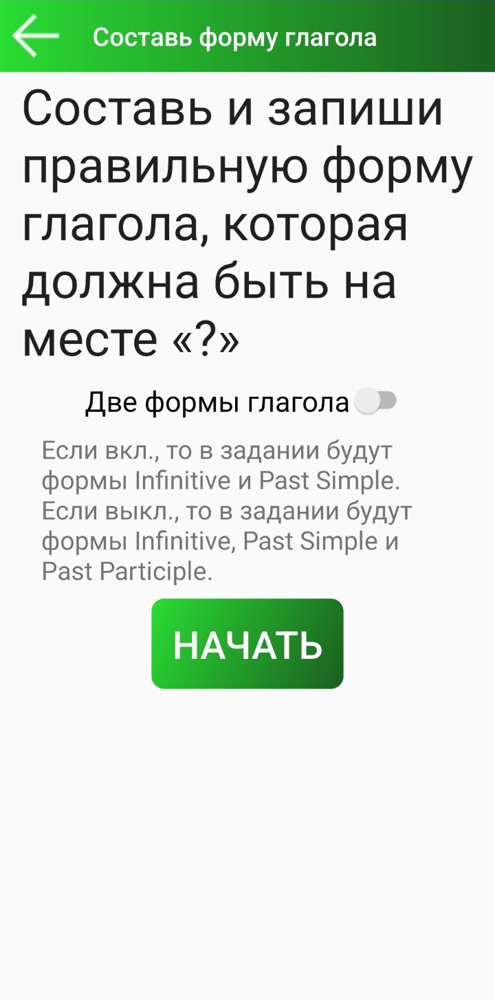 Составь форму глагола
Составь и запиши
правильную форму
глагола, которая
должна быть на
месте «?»
Две формы глагола
Если вкл., то в задании будут
формы Infinitive и Past Simple.
Если выкл., то в задании будут
формы Infinitive, Past Simple и
Past Participle.
НАЧАТЬ